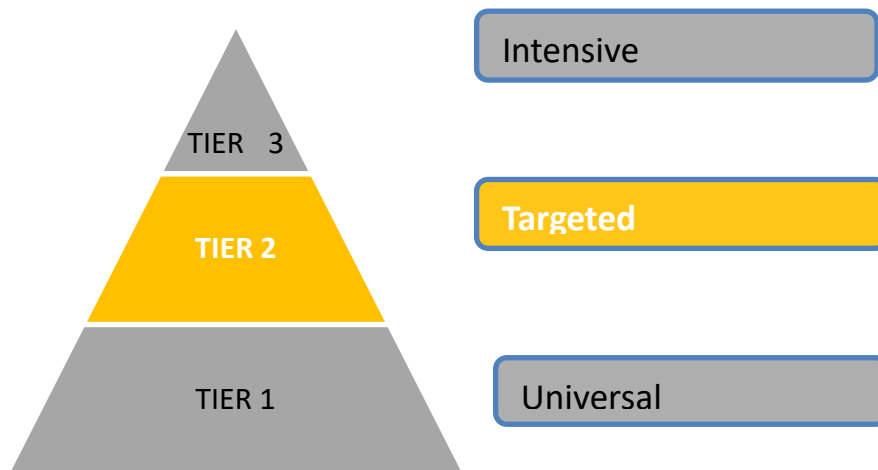 Intensive
TIER 3
Targeted
TIER 2
Universal
TIER 1